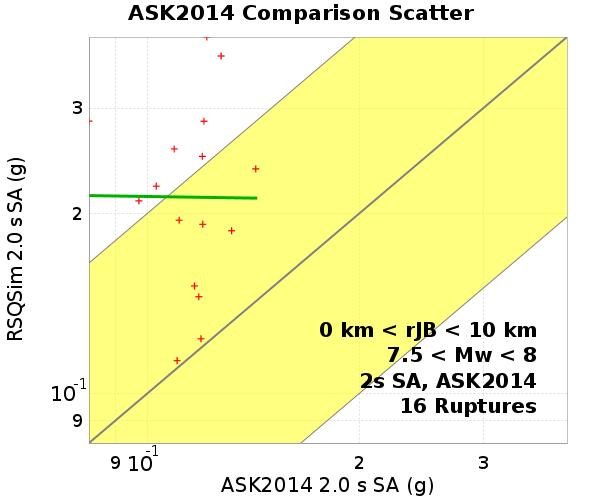 ASK2014 Comparison Scatter
RSQSim 2.0 s SA (g)
3
2
10-1
9
0 km < rJB < 10 km
7.5 < Mw < 8
2s SA, ASK2014
16 Ruptures
9 10-1 2 3
ASK2014 2.0 s SA (g)